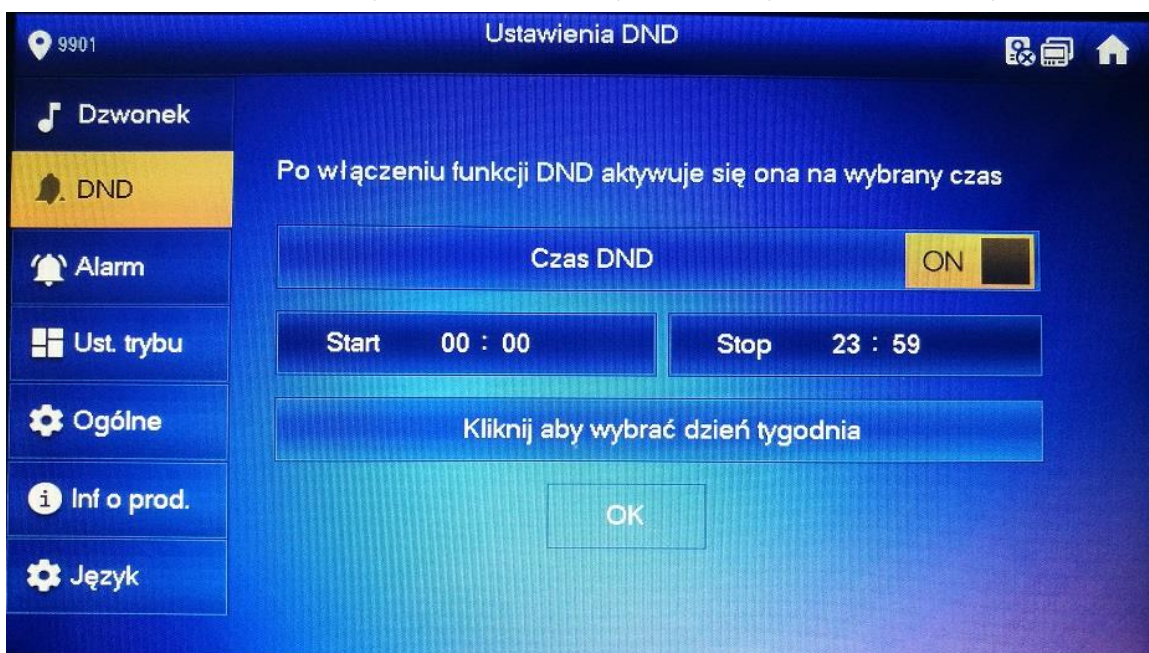 9901
Ustawienia DND
Dzwonek
DND
Alarm
Ust. trybu
Ogólne
Inf o prod.
Język
Po włączeniu funkcji DND aktywuje się ona na wybrany czas
Czas DND ON
Start 00 : 00 Stop 23 : 59
Kliknij aby wybrać dzień tygodnia
OK